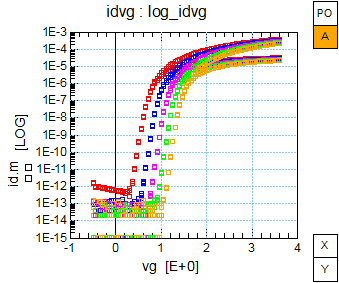 idvg : log_idvg
PO
A
1E-3
1E-4
1E-5
1E-6
1E-7
1E-8
1E-9
1E-10
1E-11
1E-12
1E-13
1E-14
1E-15
id.m [LOG]
-1 0 1 2 3 4
vg [E+0]
X
Y